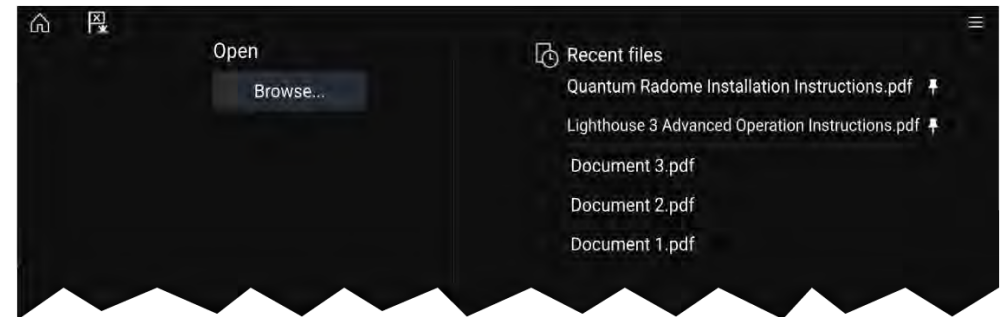 Open
Browse...
Recent files
Quantum Radome Installation Instructions.pdf
Lighthouse 3 Advanced Operation Instructions.pdf
Document 3.pdf
Document 2.pdf
Document 1.pdf